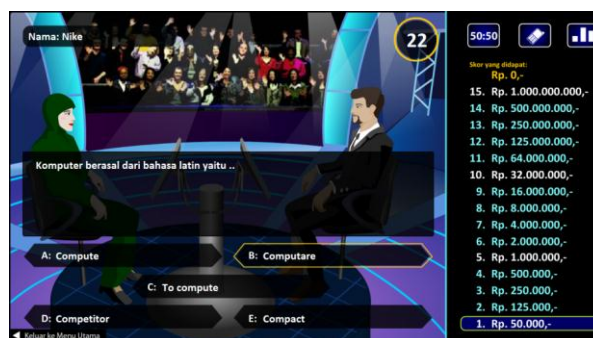 Nama: Nike
22
50:50
Skor yang didapat:
Rp. 0,-
15. Rp. 1.000.000.000,-
14. Rp. 500.000.000,-
13. Rp. 250.000.000,-
12. Rp. 125.000.000,-
11. Rp. 64.000.000,-
10. Rp. 32.000.000,-
9. Rp. 16.000.000,-
8. Rp. 8.000.000,-
7. Rp. 4.000.000,-
6. Rp. 2.000.000,-
5. Rp. 1.000.000,-
4. Rp. 500.000,-
3. Rp. 250.000,-
2. Rp. 125.000,-
1. Rp. 50.000,-
Komputer berasal dari bahasa latin yaitu ..
A: Compute
B: Computare
C: To compute
D: Competitor
E: Compact
Keluar ke Menu Utama